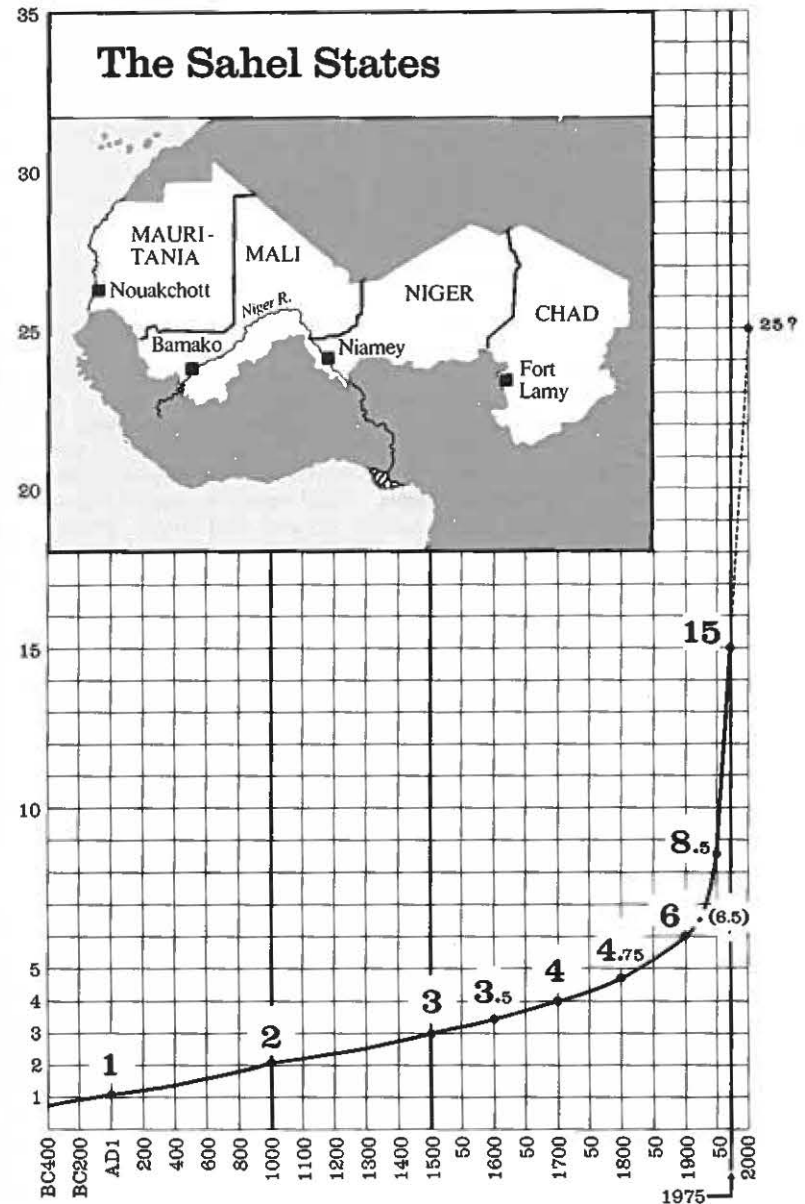 The Sahel States
MAURI-
TANIA
MALI
NIGER
CHAD
Nouakchott
Niger R.
Bamako
Niamey
Fort
Lamy
35
30
25
20
15
10
5
4
3
2
1
25?
15
8.5
(6.5)
6
4.75
4
3.5
3
2
1
BC400
BC200
AD1
200
400
600
800
1000
1100
1200
1300
1400
1500
50
1600
50
1700
50
1800
50
1900
50
2000
1975